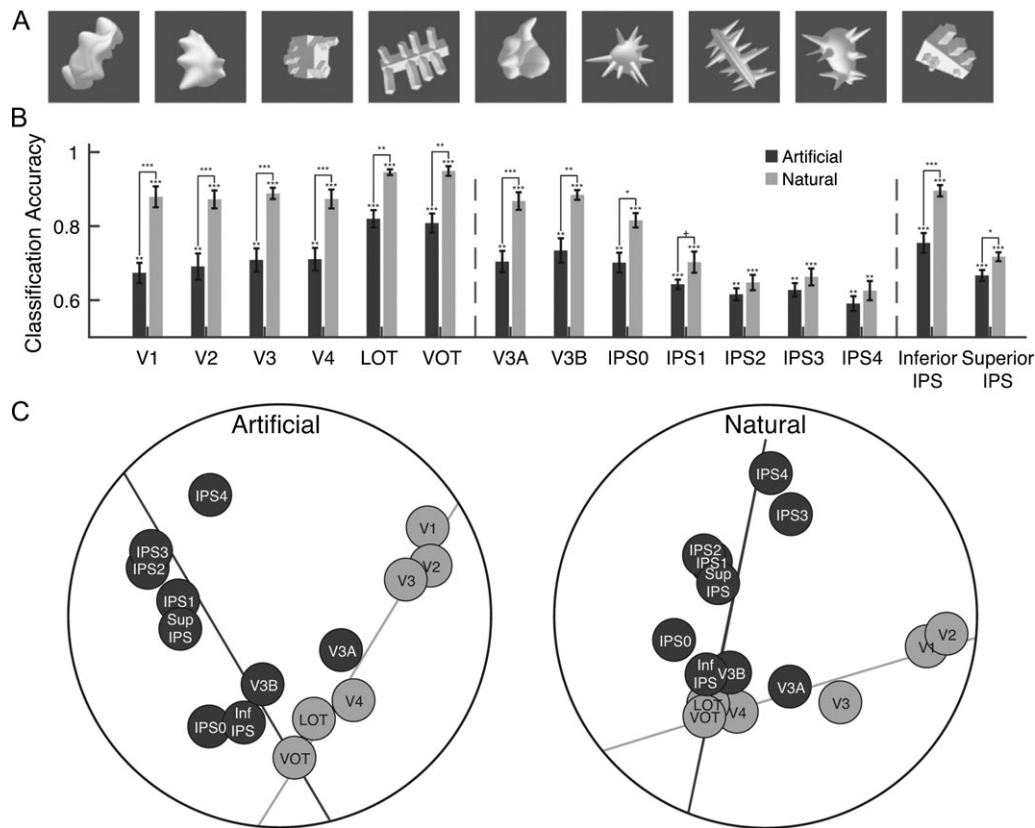 A
B
Classification Accuracy
1
0.8
0.6
Artificial
Natural
*** *** *** *** ** ** *** ** * + *** *
** *** ** *** ** *** ** *** *** *** *** *** ** *** ** *** ** *** *** *** ** *** ** *** ** ** *** *** *** ***
V1 V2 V3 V4 LOT VOT V3A V3B IPS0 IPS1 IPS2 IPS3 IPS4 Inferior IPS Superior IPS
C
Artificial
IPS4
V1
IPS3
V2
IPS2
V3
IPS1
Sup IPS
V3A
V3B
V4
IPS0
Inf IPS
LOT
VOT
Natural
IPS4
IPS3
IPS2
IPS1
Sup IPS
IPS0
V2
V1
Inf IPS
V3B
V3A
LOT
V4
V3
VOT